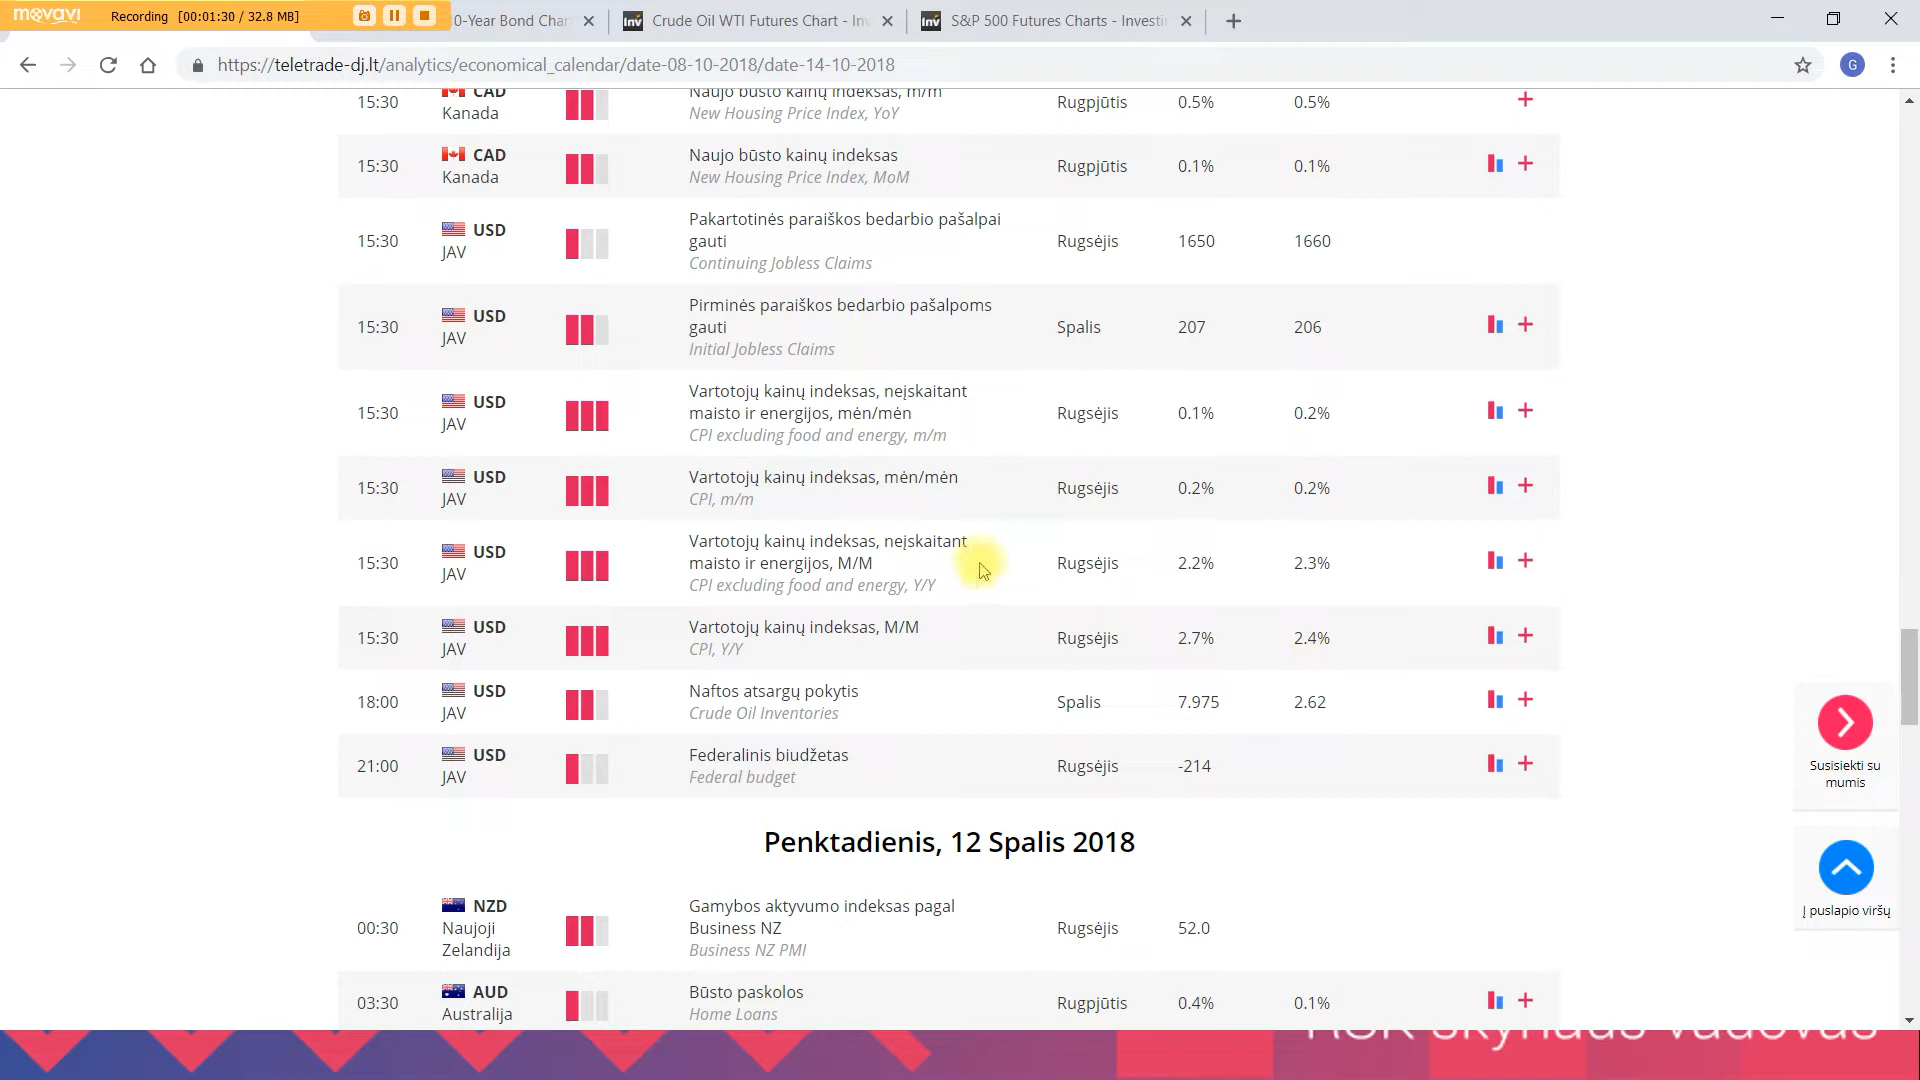 movavi
Recording [00:01:30 / 32.8 MB]
0-Year Bond Char
Inv Crude Oil WTI Futures Chart - Inv
Inv S&P 500 Futures Charts - Investi
https://teletrade-dj.lt/analytics/economical_calendar/date-08-10-2018/date-14-10-2018
G
15:30 CAD Kanada
Naujo būsto kainų indeksas, m/m
New Housing Price Index, YoY
Rugpjūtis 0.5% 0.5%
15:30 CAD Kanada
Naujo būsto kainų indeksas
New Housing Price Index, MoM
Rugpjūtis 0.1% 0.1%
15:30 USD JAV
Pakartotinės paraiškos bedarbio pašalpai
gauti
Continuing Jobless Claims
Rugsėjis 1650 1660
15:30 USD JAV
Pirminės paraiškos bedarbio pašalpoms
gauti
Initial Jobless Claims
Spalis 207 206
15:30 USD JAV
Vartotojų kainų indeksas, neįskaitant
maisto ir energijos, mėn/mėn
CPI excluding food and energy, m/m
Rugsėjis 0.1% 0.2%
15:30 USD JAV
Vartotojų kainų indeksas, mėn/mėn
CPI, m/m
Rugsėjis 0.2% 0.2%
15:30 USD JAV
Vartotojų kainų indeksas, neįskaitant
maisto ir energijos, M/M
CPI excluding food and energy, Y/Y
Rugsėjis 2.2% 2.3%
15:30 USD JAV
Vartotojų kainų indeksas, M/M
CPI, Y/Y
Rugsėjis 2.7% 2.4%
18:00 USD JAV
Naftos atsargų pokytis
Crude Oil Inventories
Spalis 7.975 2.62
21:00 USD JAV
Federalinis biudžetas
Federal budget
Rugsėjis -214
Susisiekti su
mumis
Penktadienis, 12 Spalis 2018
Į puslapio viršų
00:30 NZD Naujoji Zelandija
Gamybos aktyvumo indeksas pagal
Business NZ
Business NZ PMI
Rugsėjis 52.0
03:30 AUD Australija
Būsto paskolos
Home Loans
Rugpjūtis 0.4% 0.1%